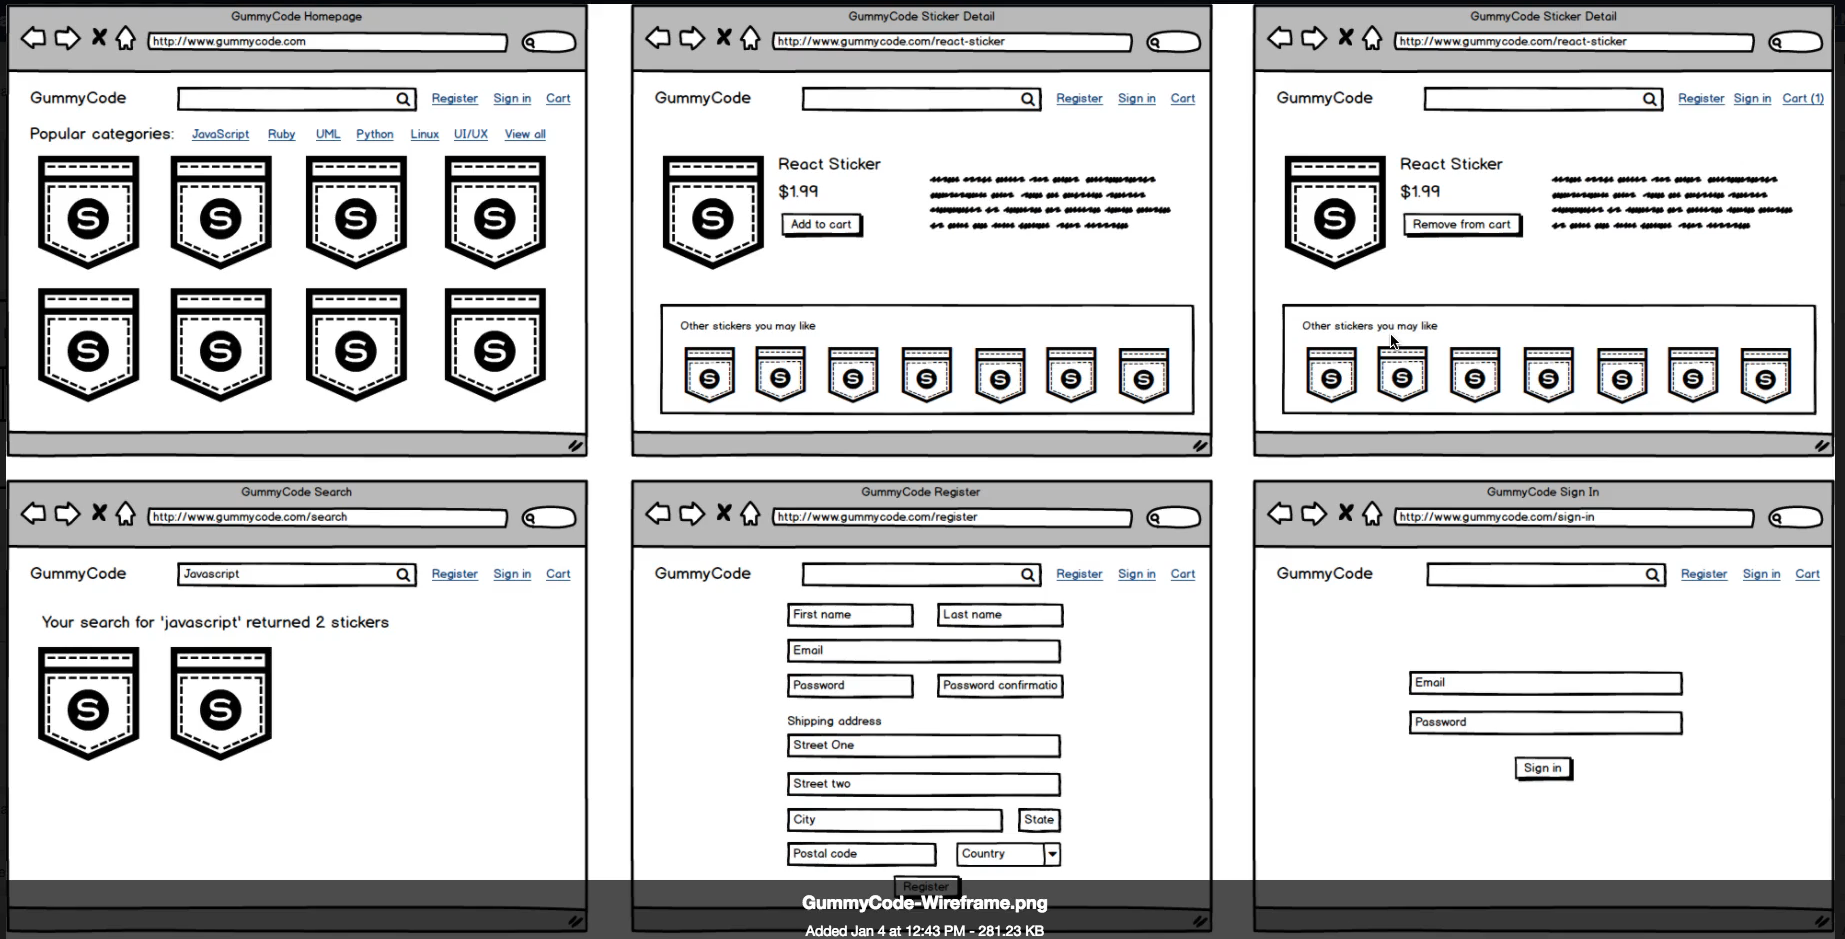 GummyCode Homepage
http://www.gummycode.com
GummyCode Register Sign in Cart
Popular categories: JavaScript Ruby UML Python Linux UI/UX View all
S S S S
S S S S
GummyCode Sticker Detail
http://www.gummycode.com/react-sticker
GummyCode Register Sign in Cart
S
React Sticker
$1.99
Add to cart
Other stickers you may like
S S S S S S S
GummyCode Sticker Detail
http://www.gummycode.com/react-sticker
GummyCode Register Sign in Cart (1)
S
React Sticker
$1.99
Remove from cart
Other stickers you may like
S S S S S S S
GummyCode Search
http://www.gummycode.com/search
GummyCode Javascript Register Sign in Cart
Your search for 'javascript' returned 2 stickers
S S
GummyCode Register
http://www.gummycode.com/register
GummyCode Register Sign in Cart
First name Last name
Email
Password Password confirmatio
Shipping address
Street One
Street two
City State
Postal code Country
Register
GummyCode Sign In
http://www.gummycode.com/sign-in
GummyCode Register Sign in Cart
Email
Password
Sign in
GummyCode-Wireframe.png
Added Jan 4 at 12:43 PM - 281.23 KB